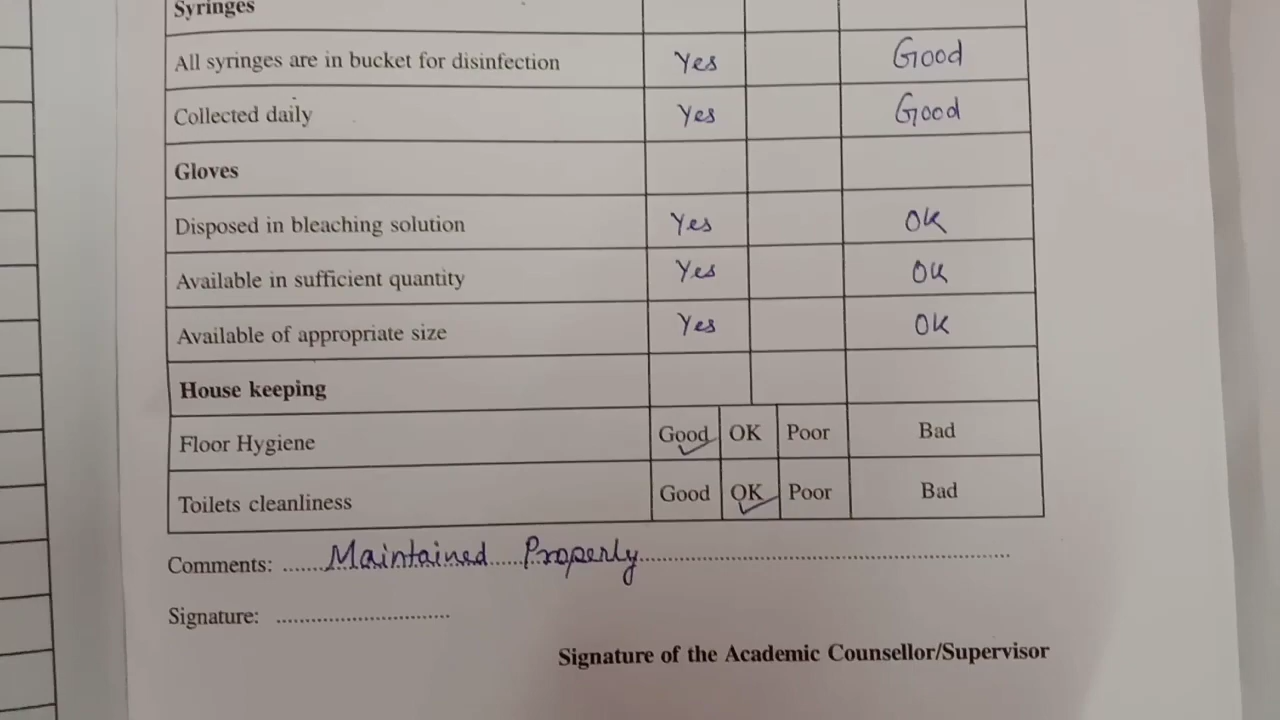 Syringes
All syringes are in bucket for disinfection Yes Good
Collected daily Yes Good
Gloves
Disposed in bleaching solution Yes OK
Available in sufficient quantity Yes OK
Available of appropriate size Yes OK
House keeping
Floor Hygiene Good OK Poor Bad
Toilets cleanliness Good OK Poor Bad
Comments: Maintained Properly
Signature:
Signature of the Academic Counsellor/Supervisor